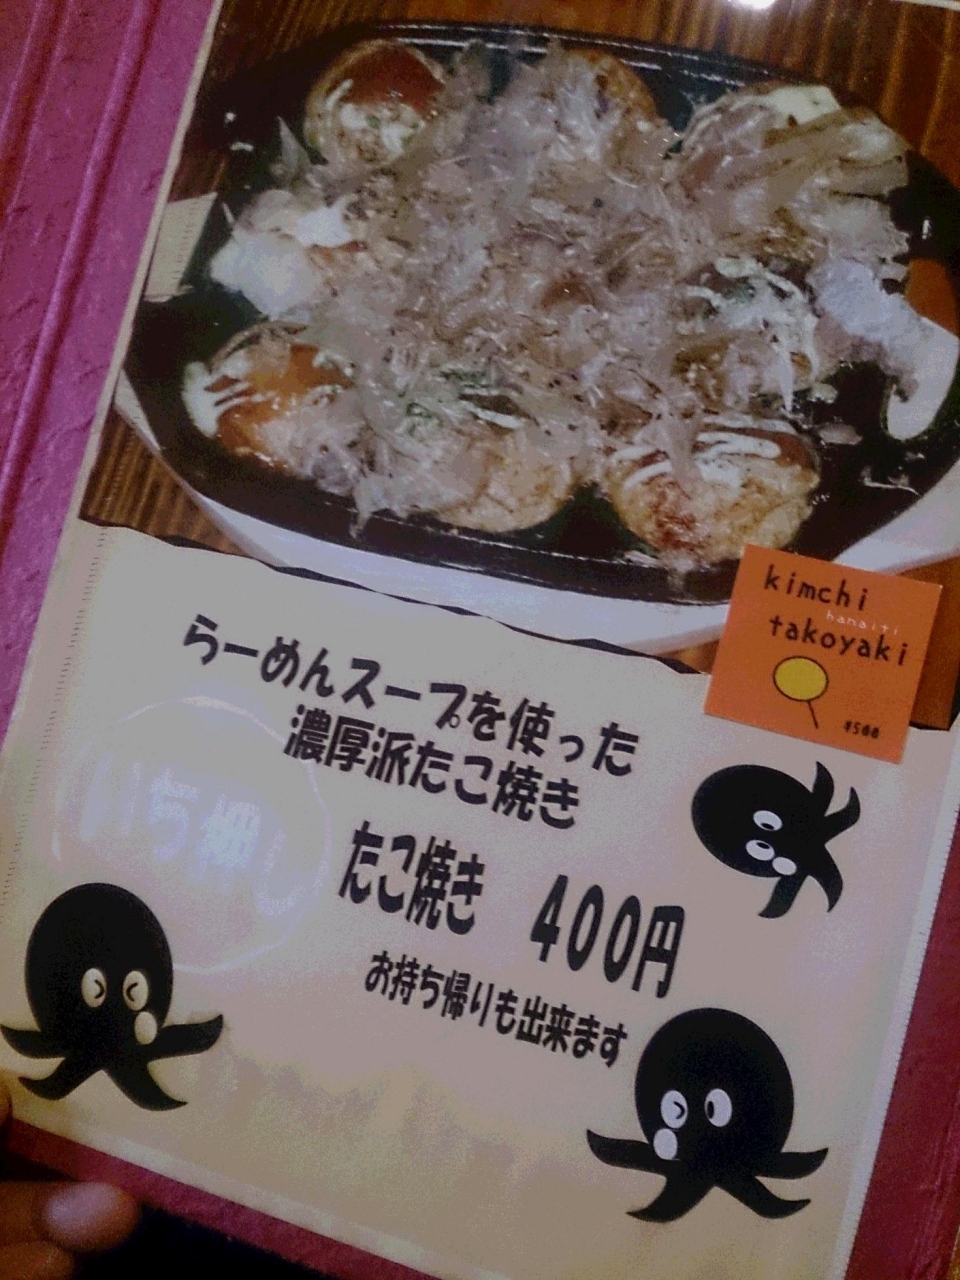 kimchi
takoyaki
¥500
らーめんスープを使った
濃厚派たこ焼き
たこ焼き 400円
お持ち帰りも出来ます